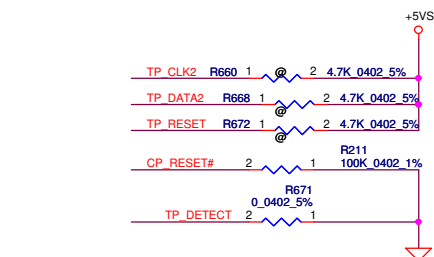 +5VS
TP_CLK2 R660 1 @ 2 4.7K_0402_5%
TP_DATA2 R668 1 @ 2 4.7K_0402_5%
TP_RESET R672 1 @ 2 4.7K_0402_5%
R211
CP_RESET# 2 1 100K_0402_1%
R671
0_0402_5%
TP_DETECT 2 1